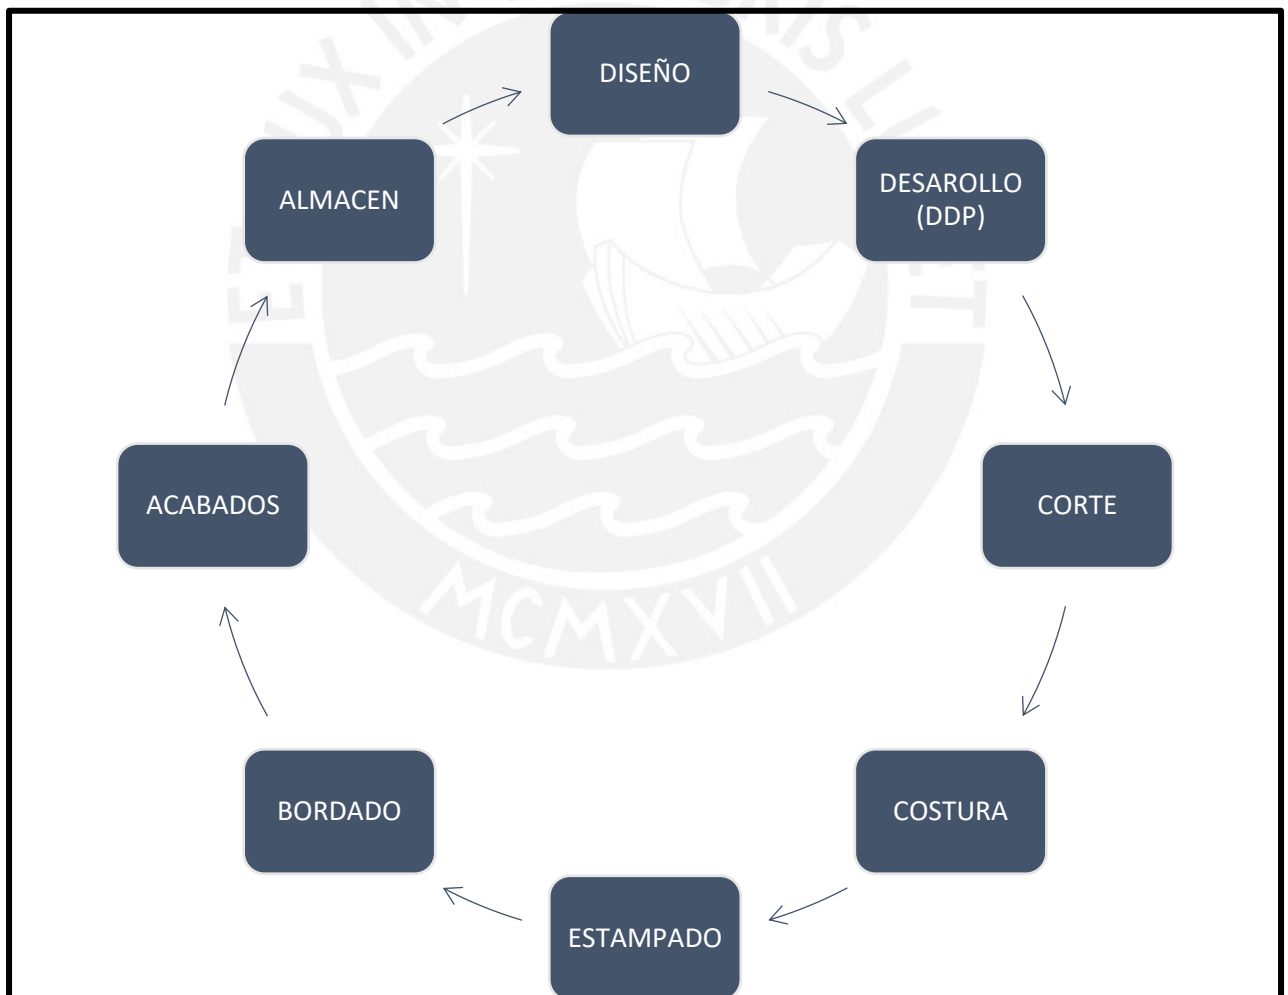 DISEÑO
DESAROLLO
(DDP)
CORTE
COSTURA
ESTAMPADO
BORDADO
ACABADOS
ALMACEN
MCMXVII